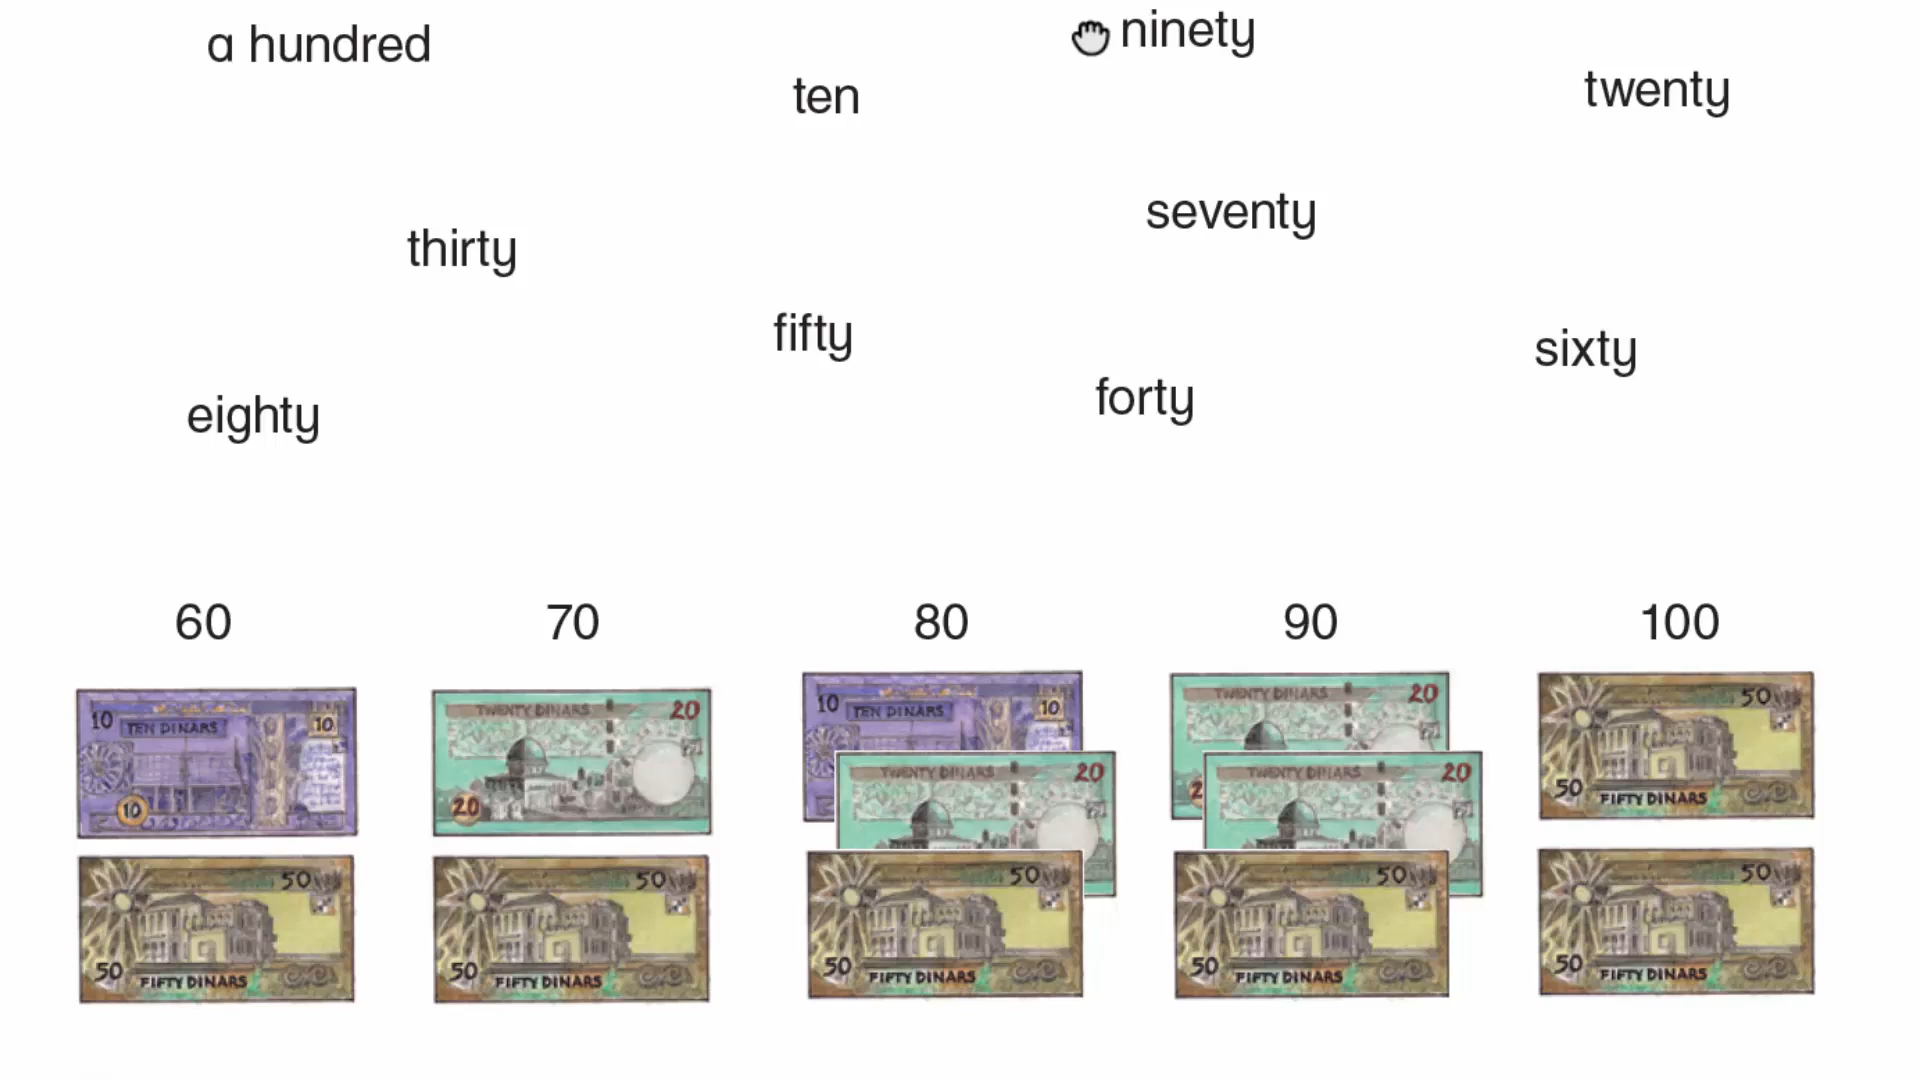 a hundred
ninety
ten
twenty
seventy
thirty
fifty
sixty
forty
eighty
60
70
80
90
100
10 TEN DINARS 10
10
TWENTY DINARS 20
20
10 TEN DINARS 10
TWENTY DINARS 20
TWENTY DINARS 20
TWENTY DINARS 20
50
50 FIFTY DINARS
50
50 FIFTY DINARS
50
50 FIFTY DINARS
50
50 FIFTY DINARS
50
50 FIFTY DINARS
50
50 FIFTY DINARS